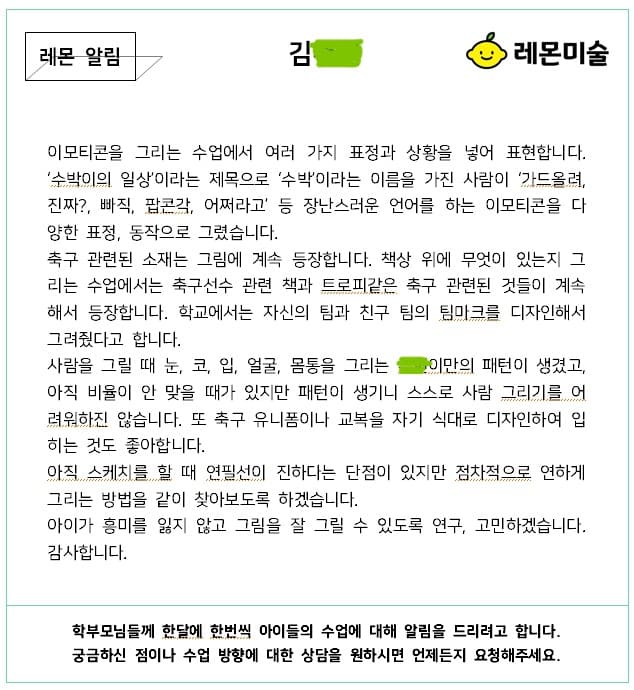 레몬 알림
김
레몬미술
이모티콘을 그리는 수업에서 여러 가지 표정과 상황을 넣어 표현합니다.
‘수박이의 일상’이라는 제목으로 ‘수박’이라는 이름을 가진 사람이 ‘가드올려,
진짜?, 빠직, 팝콘각, 어쩌라고’ 등 장난스러운 언어를 하는 이모티콘을 다
양한 표정, 동작으로 그렸습니다.
축구 관련된 소재는 그림에 계속 등장합니다. 책상 위에 무엇이 있는지 그
리는 수업에서는 축구선수 관련 책과 트로피같은 축구 관련된 것들이 계속
해서 등장합니다. 학교에서는 자신의 팀과 친구 팀의 팀마크를 디자인해서
그려줬다고 합니다.
사람을 그릴 때 눈, 코, 입, 얼굴, 몸통을 그리는 이만의 패턴이 생겼고,
아직 비율이 안 맞을 때가 있지만 패턴이 생기니 스스로 사람 그리기를 어
려워하진 않습니다. 또 축구 유니폼이나 교복을 자기 식대로 디자인하여 입
히는 것도 좋아합니다.
아직 스케치를 할 때 연필선이 진하다는 단점이 있지만 점차적으로 연하게
그리는 방법을 같이 찾아보도록 하겠습니다.
아이가 흥미를 잃지 않고 그림을 잘 그릴 수 있도록 연구, 고민하겠습니다.
감사합니다.
학부모님들께 한달에 한번씩 아이들의 수업에 대해 알림을 드리려고 합니다.
궁금하신 점이나 수업 방향에 대한 상담을 원하시면 언제든지 요청해주세요.